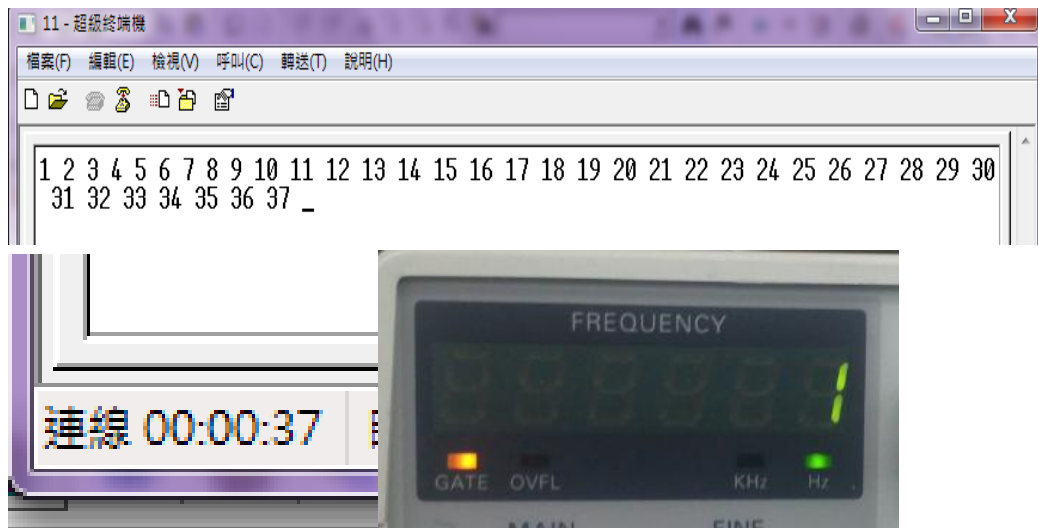 11 - 超級終端機
檔案(F) 編輯(E) 檢視(V) 呼叫(C) 轉送(T) 說明(H)
1 2 3 4 5 6 7 8 9 10 11 12 13 14 15 16 17 18 19 20 21 22 23 24 25 26 27 28 29 30
31 32 33 34 35 36 37 _
連線 00:00:37
FREQUENCY
1
GATE OVFL KHz Hz
MAIN FINE